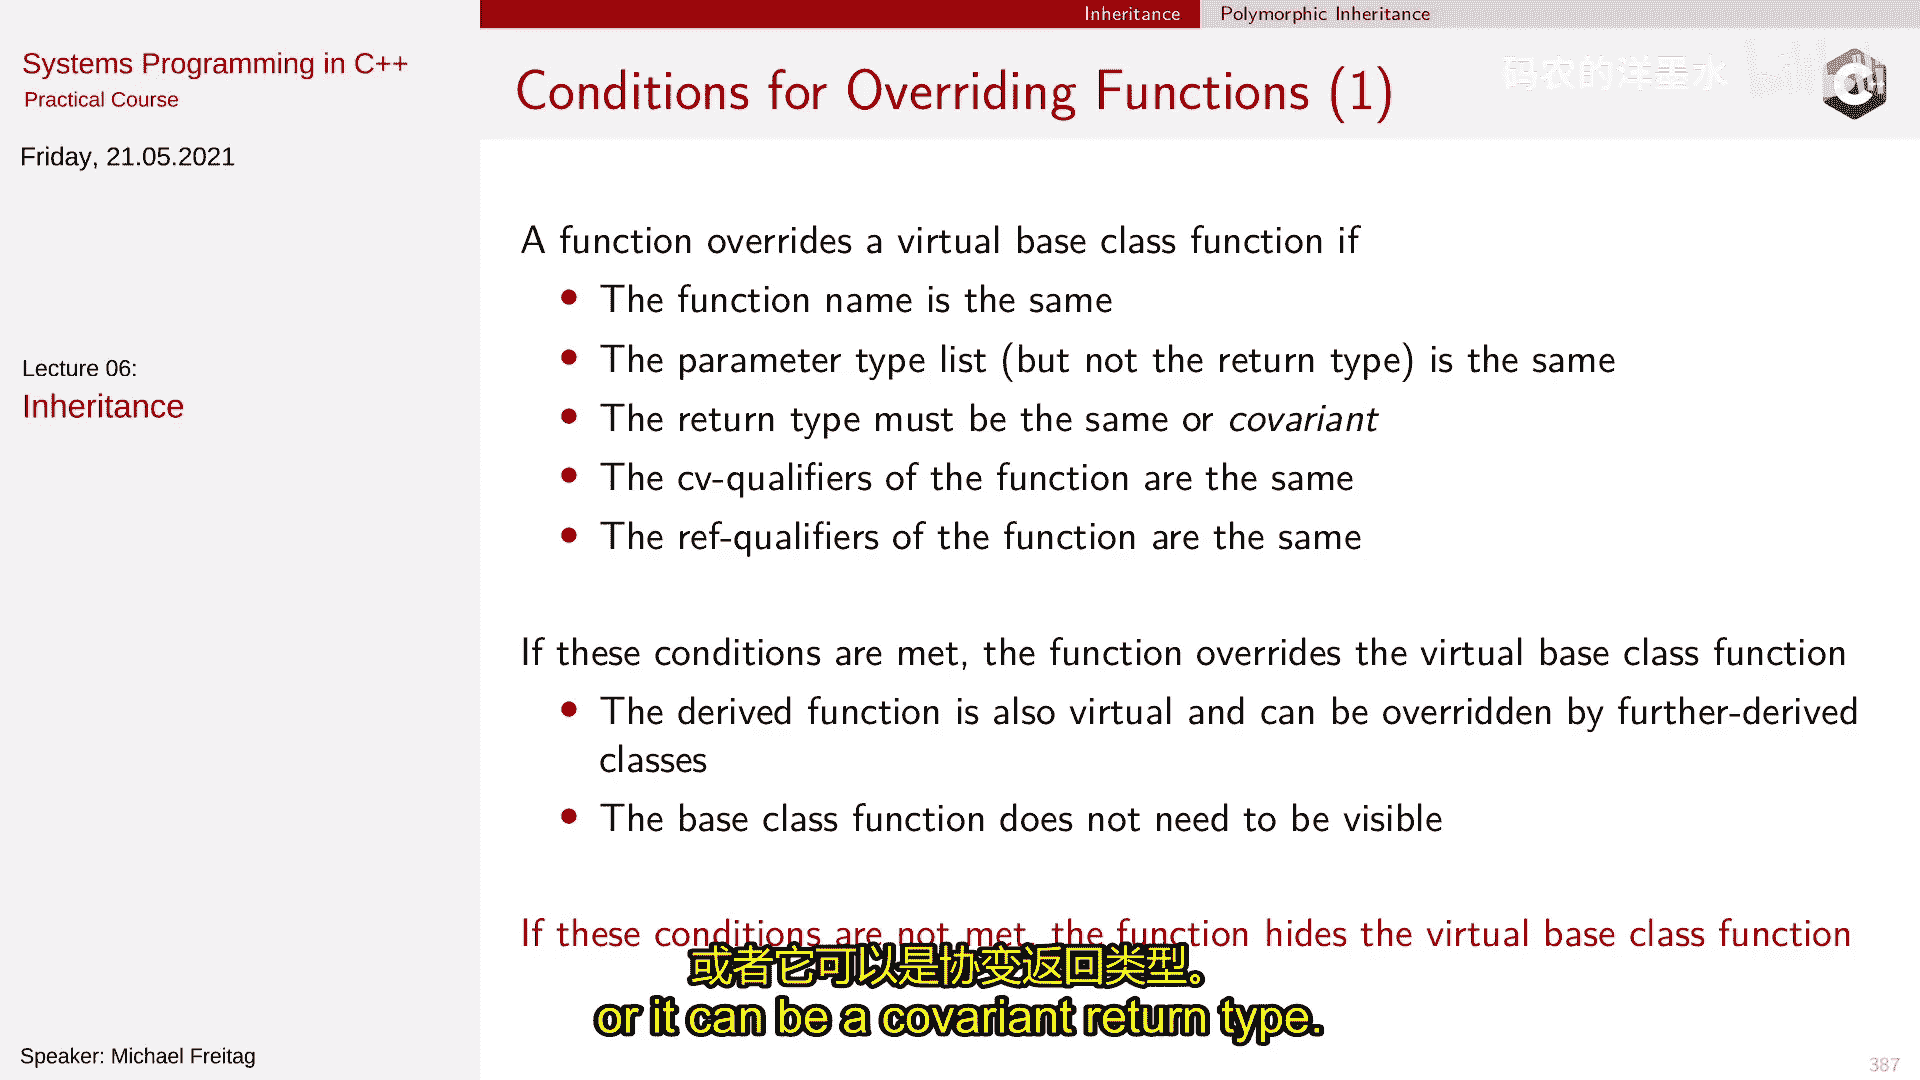 Inheritance
Polymorphic Inheritance
Systems Programming in C++
Practical Course
Friday, 21.05.2021
Lecture 06:
Inheritance
Conditions for Overriding Functions (1)
码农的洋墨水
A function overrides a virtual base class function if
• The function name is the same
• The parameter type list (but not the return type) is the same
• The return type must be the same or covariant
• The cv-qualifiers of the function are the same
• The ref-qualifiers of the function are the same
If these conditions are met, the function overrides the virtual base class function
• The derived function is also virtual and can be overridden by further-derived
classes
• The base class function does not need to be visible
If these conditions are not met, the function hides the virtual base class function
或者它可以是协变返回类型。
or it can be a covariant return type.
Speaker: Michael Freitag
387